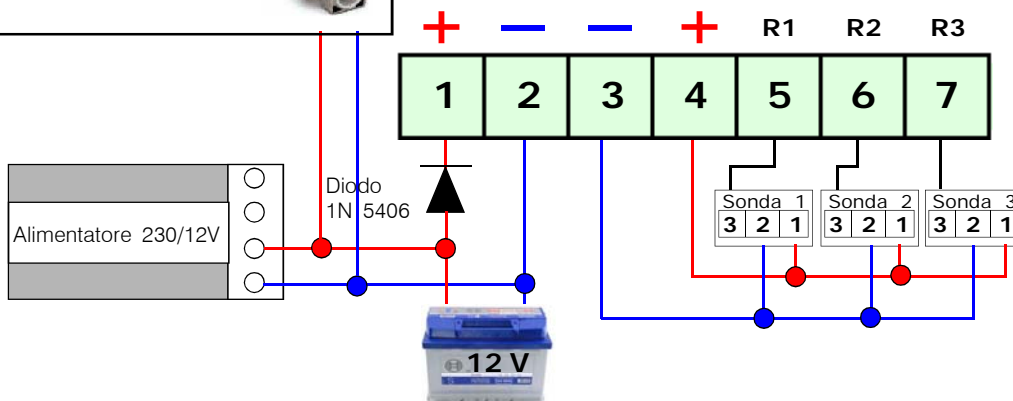 + — — + R1 R2 R3
1 2 3 4 5 6 7
Diodo
1N 5406
Alimentatore 230/12V
Sonda 1
3 2 1
Sonda 2
3 2 1
Sonda 3
3 2 1
12 V